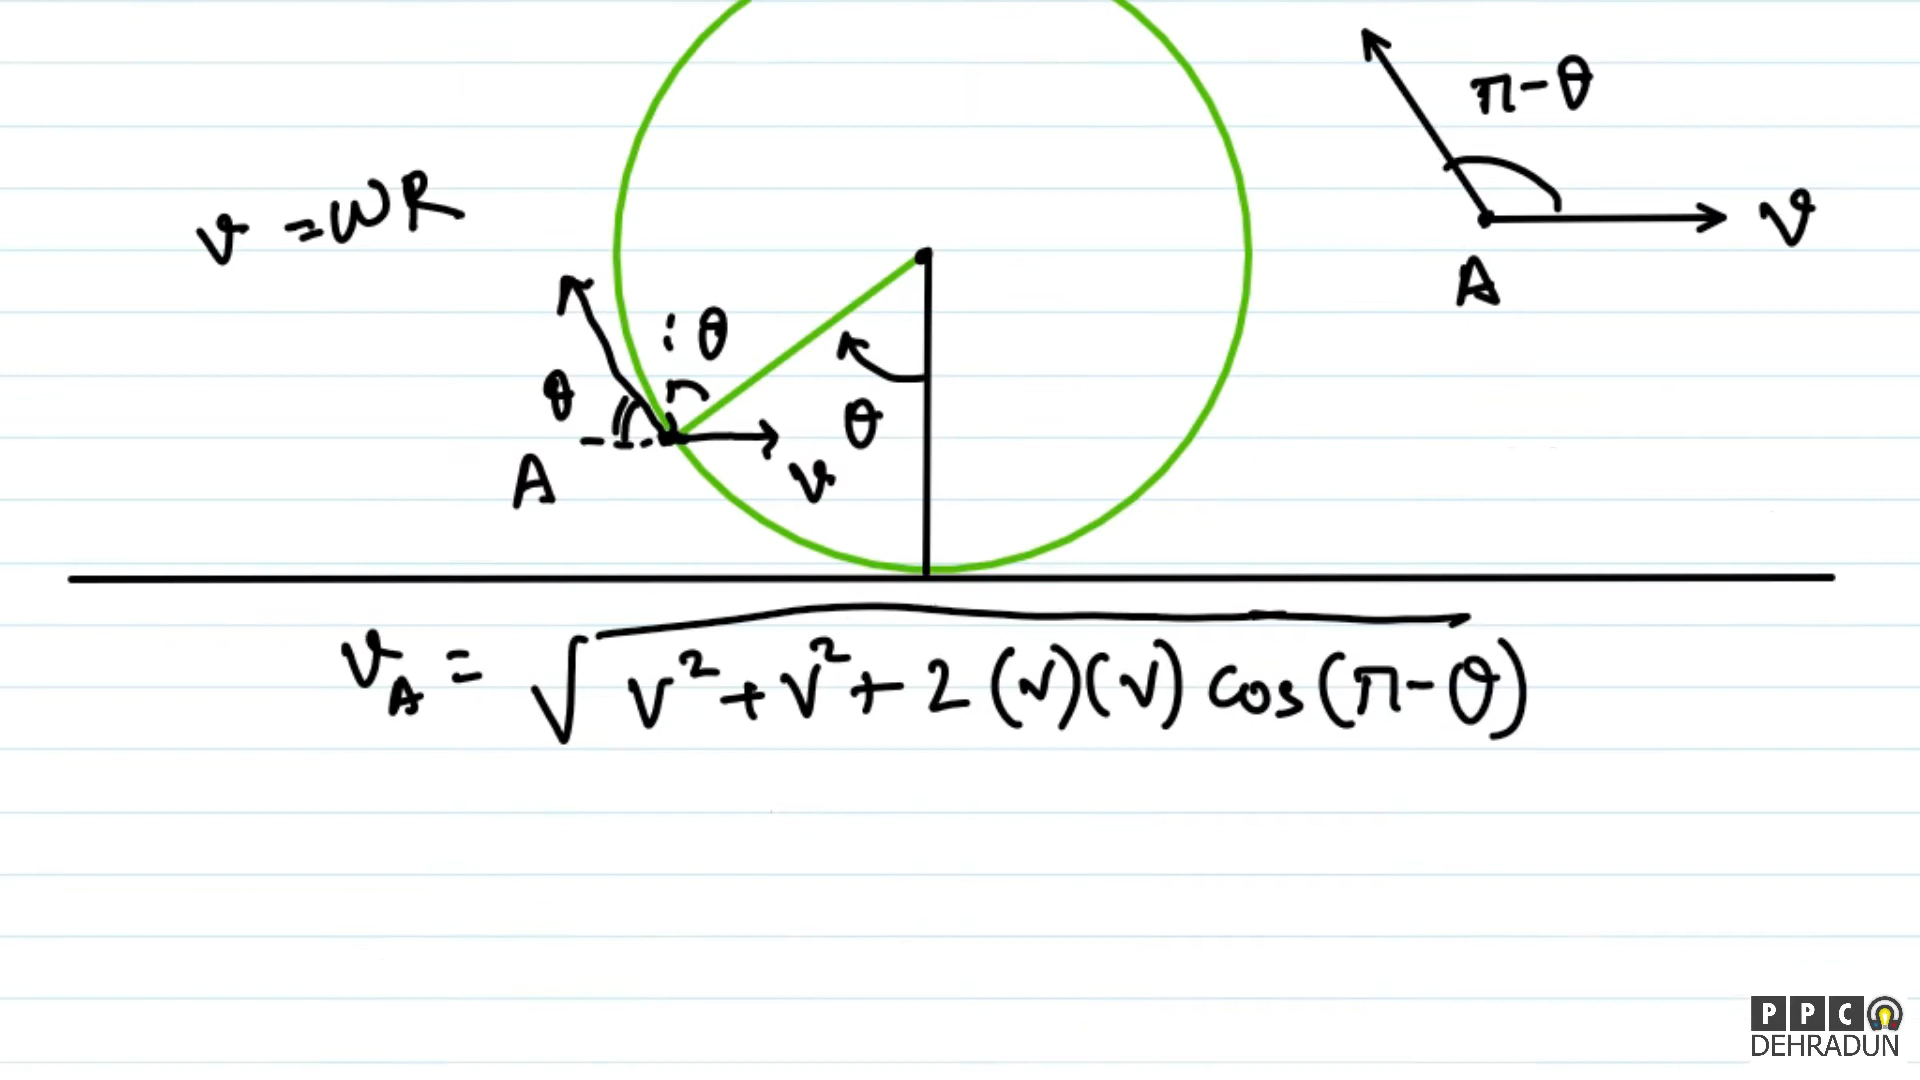 π-θ
v = ωR
v
A
θ
θ
θ
A
v
v_A = √(v² + v² + 2(v)(v) cos(π-θ))
PPC
DEHRADUN